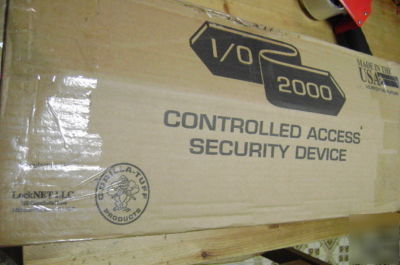 I/O
2000
MADE IN THE
USA
CONTROLLED ACCESS
SECURITY DEVICE
LockNET LLC
GORILLA-TUFF
PRODUCTS